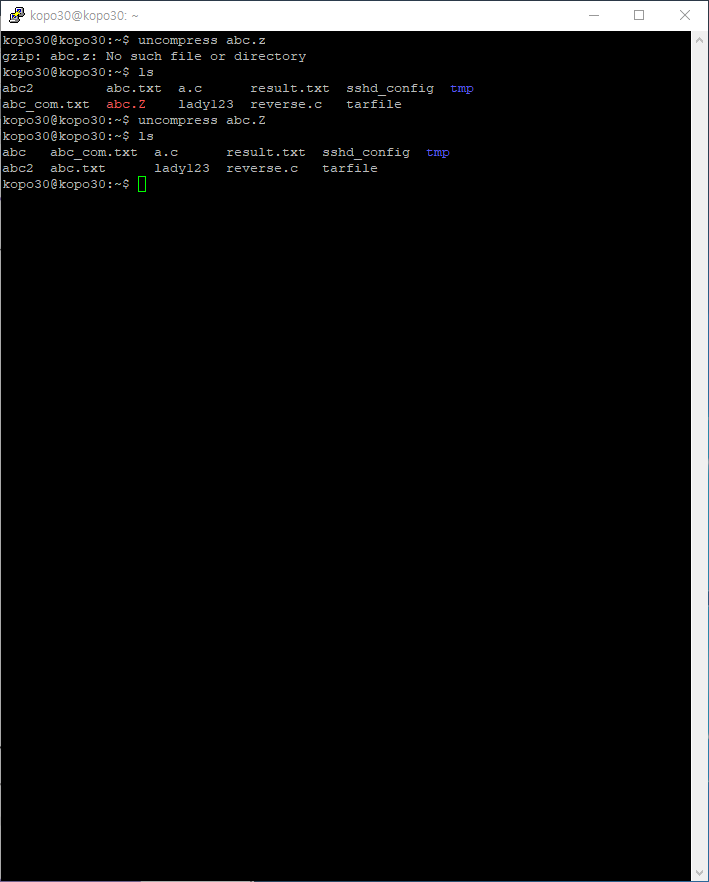 kopo30@kopo30: ~
kopo30@kopo30:~$ uncompress abc.z
gzip: abc.z: No such file or directory
kopo30@kopo30:~$ ls
abc2         abc.txt  a.c      result.txt  sshd_config  tmp
abc_com.txt  abc.Z    lady123  reverse.c   tarfile
kopo30@kopo30:~$ uncompress abc.Z
kopo30@kopo30:~$ ls
abc   abc_com.txt  a.c      result.txt  sshd_config  tmp
abc2  abc.txt      lady123  reverse.c   tarfile
kopo30@kopo30:~$